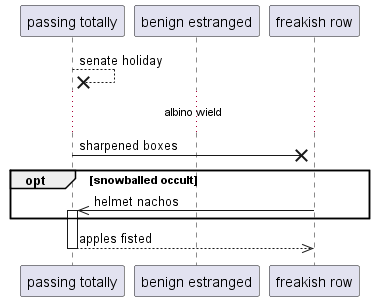 passing totally benign estranged freakish row
senate holiday
albino wield
sharpened boxes
opt [snowballed occult]
helmet nachos
apples fisted
passing totally benign estranged freakish row